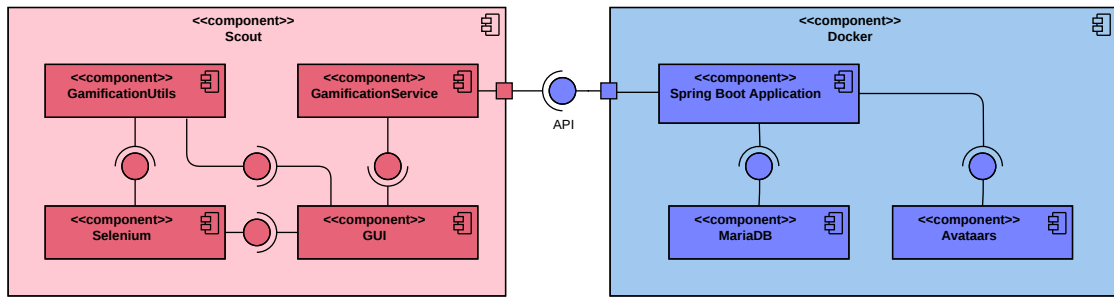 <<component>>
Scout
<<component>>
GamificationUtils
<<component>>
GamificationService
<<component>>
Selenium
<<component>>
GUI
API
<<component>>
Docker
<<component>>
Spring Boot Application
<<component>>
MariaDB
<<component>>
Avataars